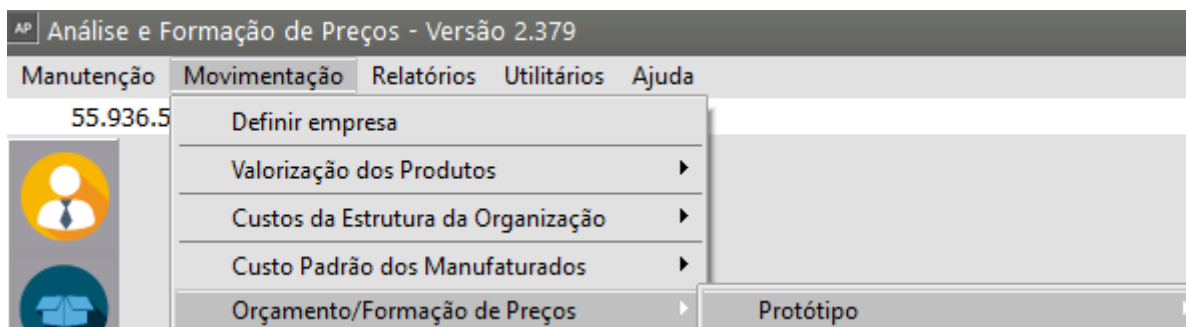 AP Análise e Formação de Preços - Versão 2.379
Manutenção Movimentação Relatórios Utilitários Ajuda
55.936.5
Definir empresa
Valorização dos Produtos
Custos da Estrutura da Organização
Custo Padrão dos Manufaturados
Orçamento/Formação de Preços Protótipo